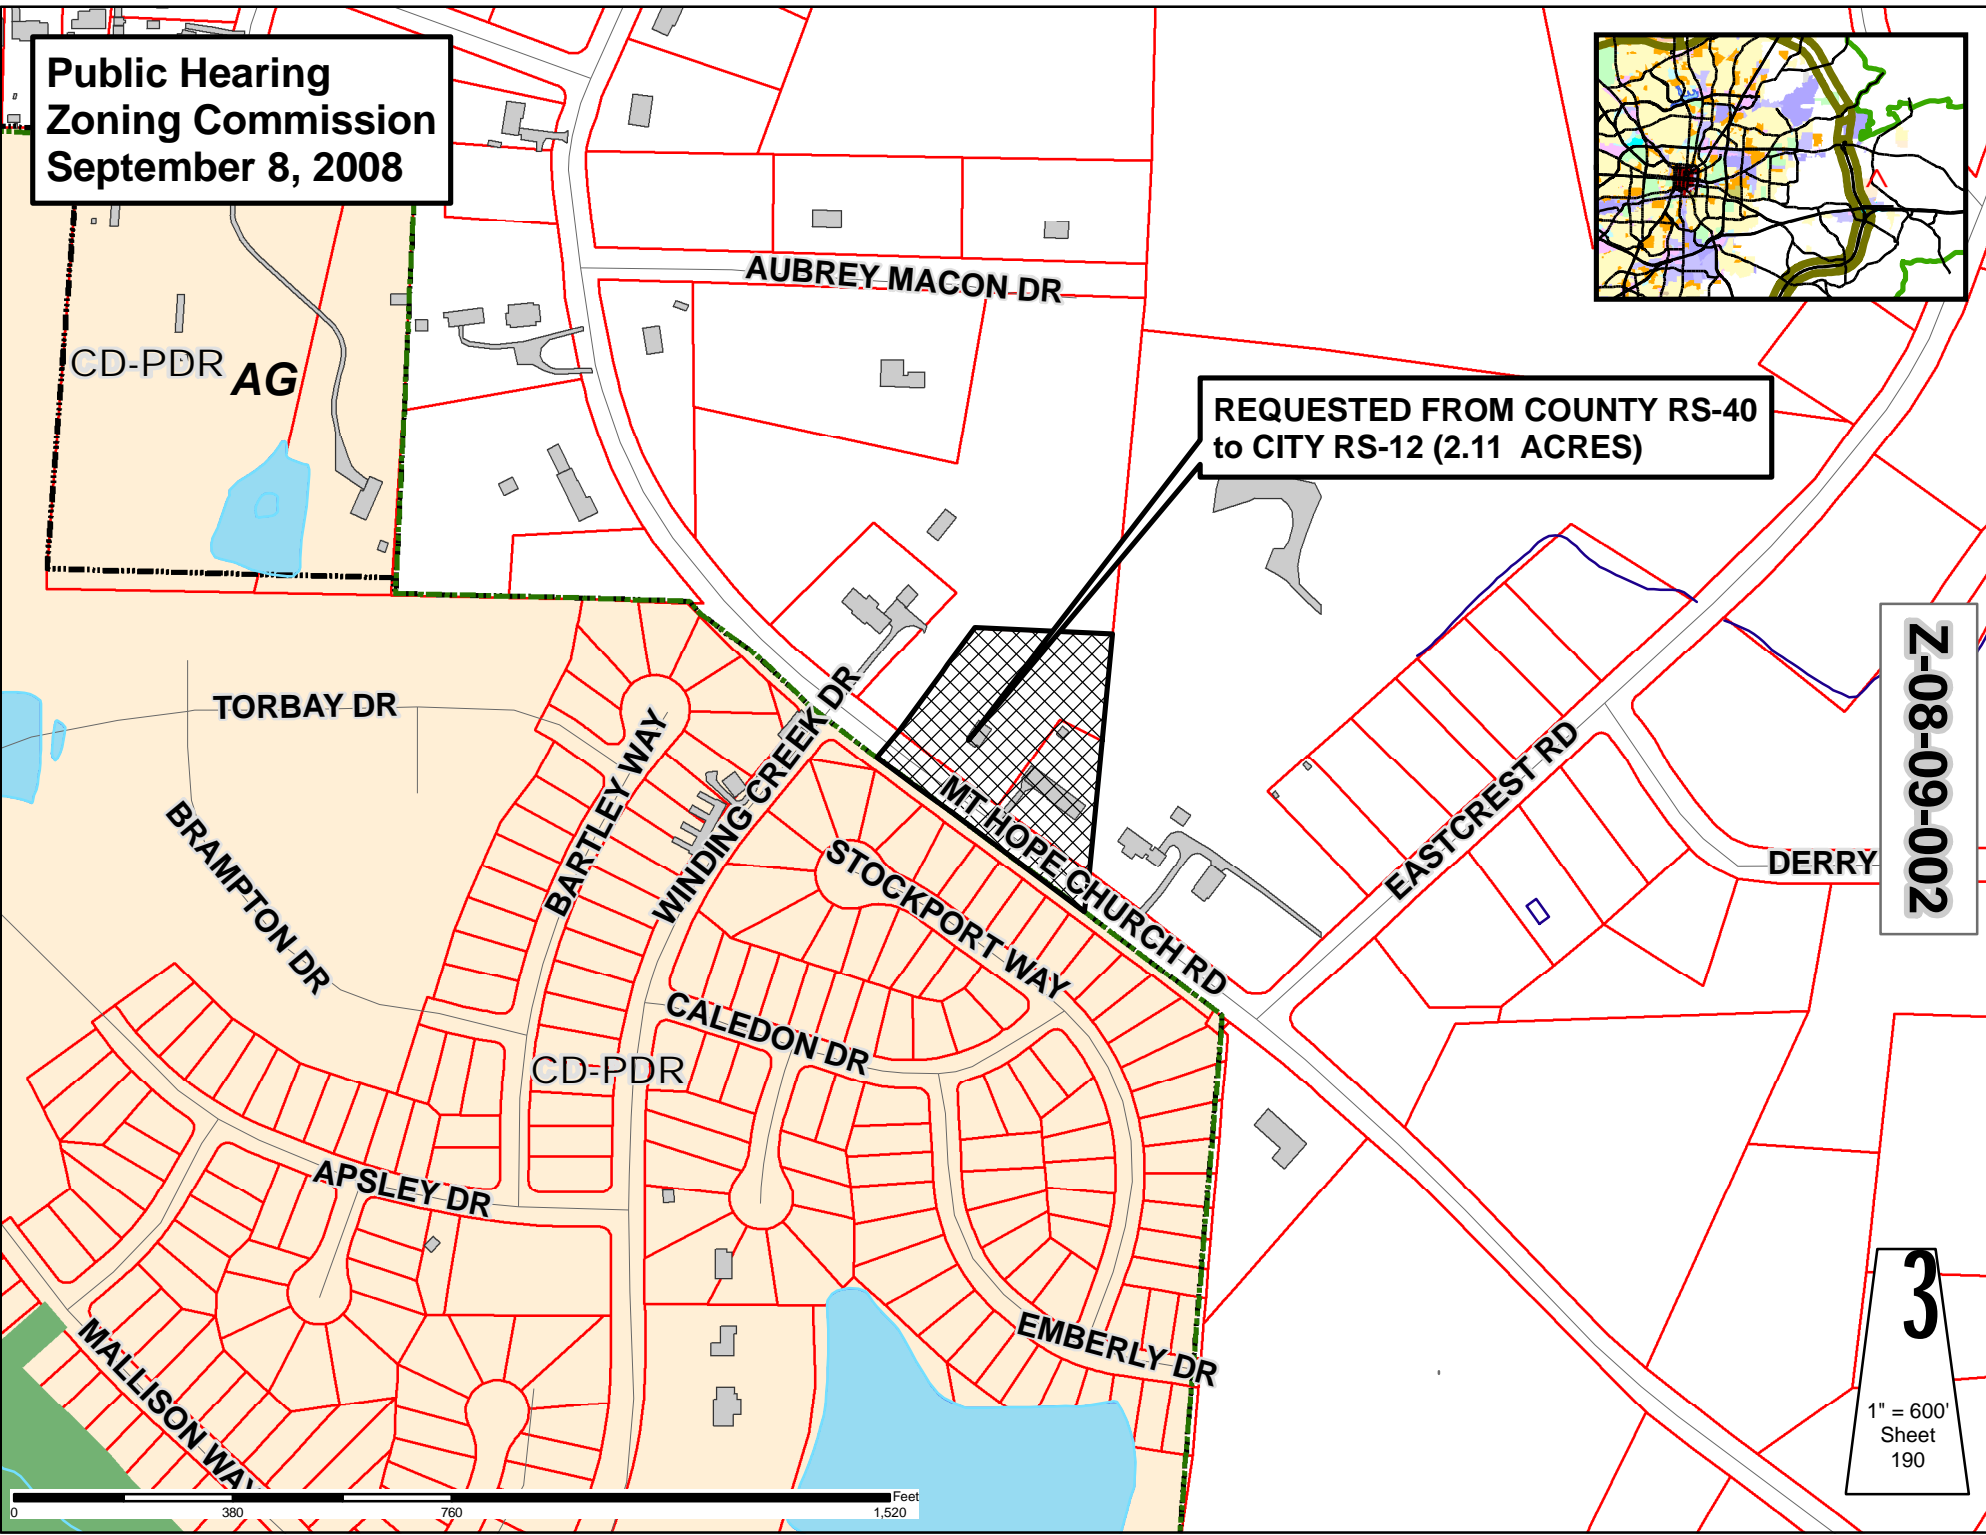 Public Hearing
Zoning Commission
September 8, 2008
AUBREY MACON DR
CD-PDR
AG
REQUESTED FROM COUNTY RS-40
to CITY RS-12 (2.11 ACRES)
Z-08-09-002
TORBAY DR
BARTLEY WAY
WINDING CREEK DR
BRAMPTON DR
MT HOPE CHURCH RD
STOCKPORT WAY
EASTCREST RD
DERRY
CALEDON DR
CD-PDR
APSLEY DR
EMBERLY DR
MALLISON WAY
3
1" = 600'
Sheet
190
Feet
0 380 760 1,520